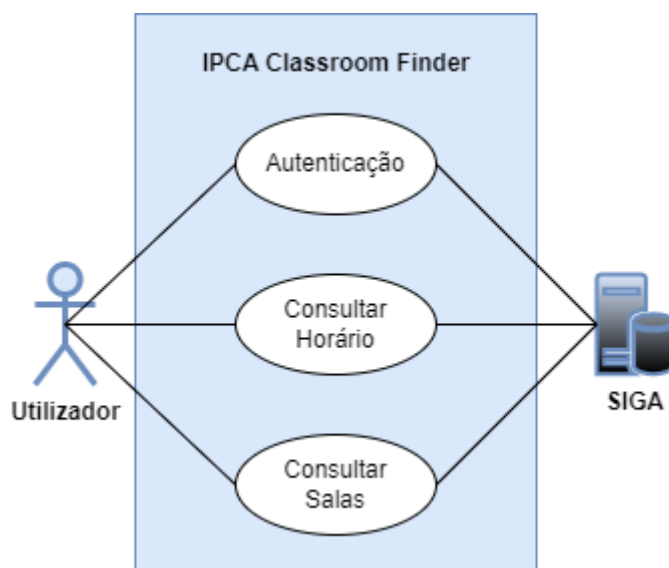 IPCA Classroom Finder
Autenticação
Consultar
Horário
Utilizador
SIGA
Consultar
Salas